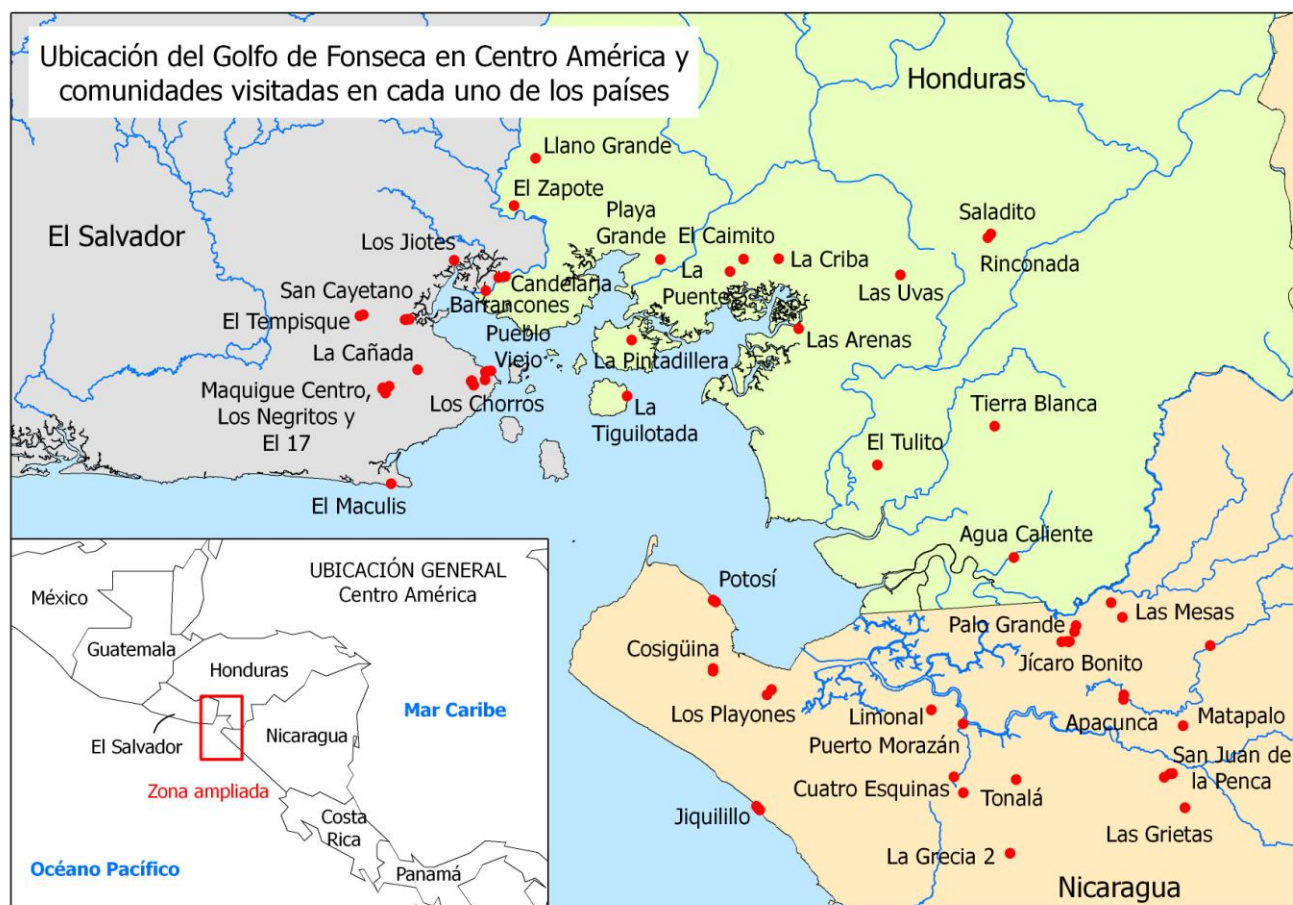 Ubicación del Golfo de Fonseca en Centro América y
comunidades visitadas en cada uno de los países
Honduras
Llano Grande
El Zapote
El Salvador
Playa
Grande
El Caimito
Saladito
Los Jiotes
La Criba
Rinconada
La
Puente
Candelaria
Las Uvas
San Cayetano
Barrancones
El Tempisque
Pueblo
Viejo
Las Arenas
La Cañada
La Pintadillera
Maquigue Centro,
Los Negritos y
El 17
Los Chorros
La
Tiguilotada
Tierra Blanca
El Tulito
El Maculis
Agua Caliente
Potosí
Las Mesas
Palo Grande
Cosigüina
Jícaro Bonito
Los Playones
Limonal
Apacunca
Matapalo
Puerto Morazán
San Juan de
la Penca
Cuatro Esquinas
Tonalá
Jiquilillo
Las Grietas
La Grecia 2
Nicaragua
UBICACIÓN GENERAL
Centro América
México
Guatemala
Honduras
Mar Caribe
El Salvador
Nicaragua
Zona ampliada
Costa
Rica
Océano Pacífico
Panamá